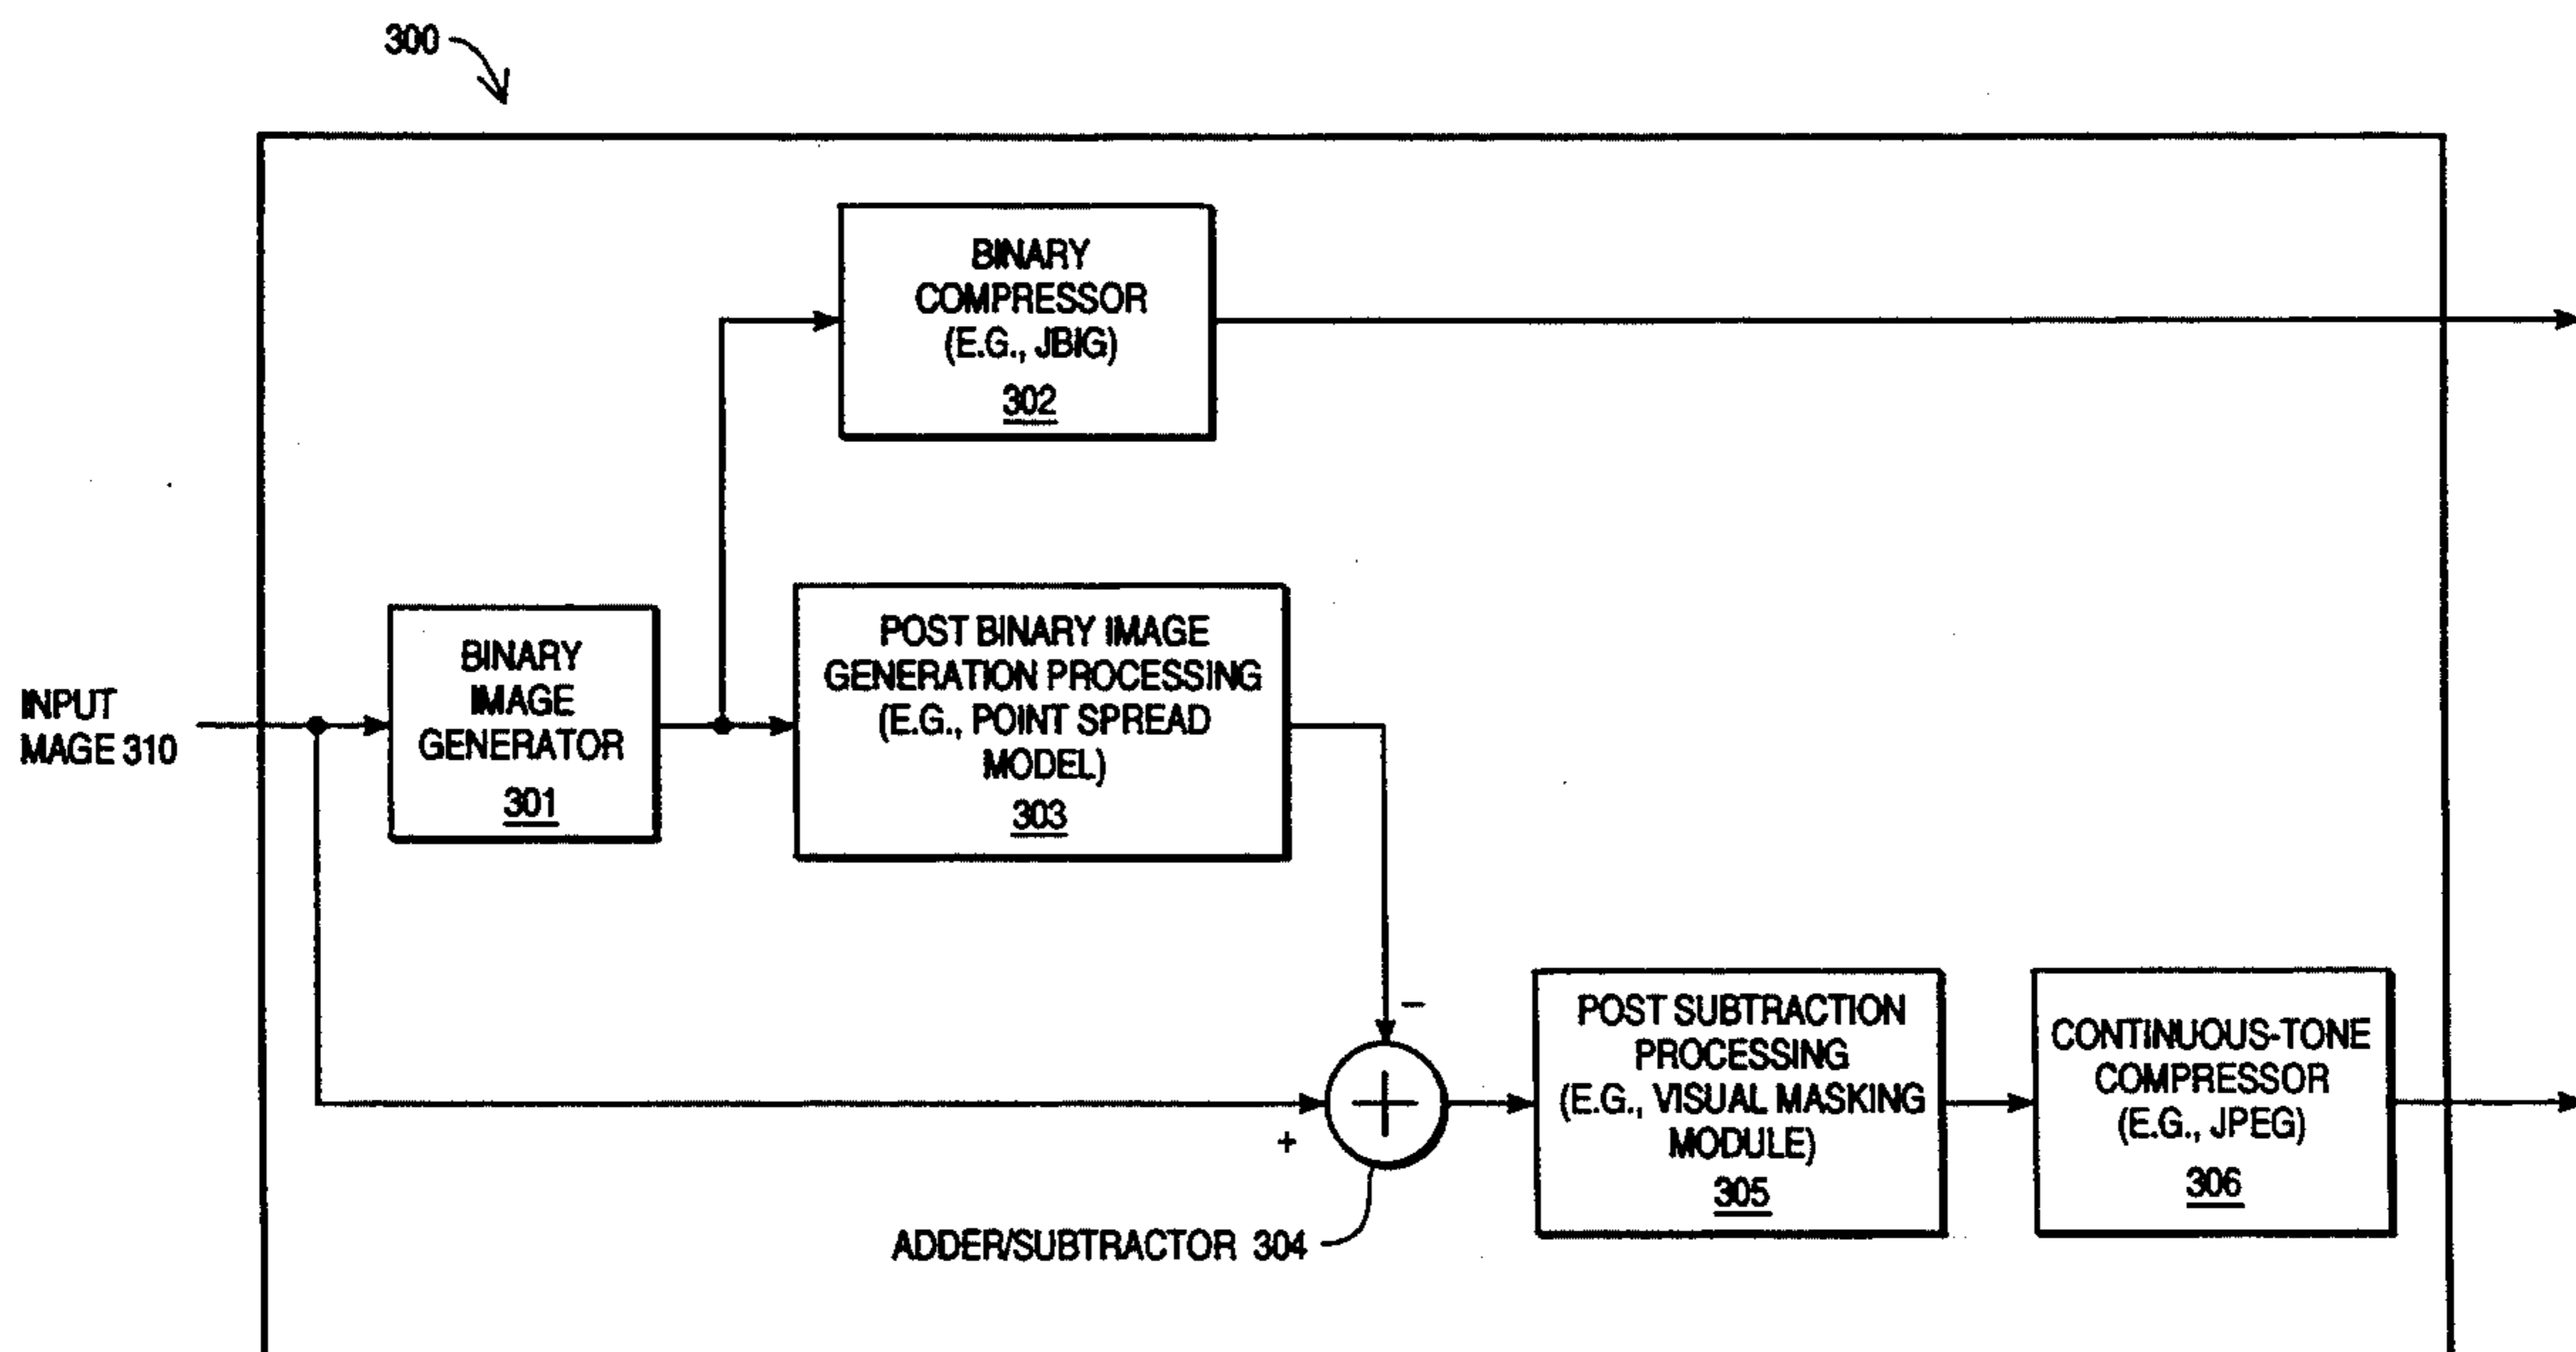 300
BINARY
COMPRESSOR
(E.G., JBIG)
302
BINARY
IMAGE
GENERATOR
301
POST BINARY IMAGE
GENERATION PROCESSING
(E.G., POINT SPREAD
MODEL)
303
INPUT
MAGE 310
−
+
POST SUBTRACTION
PROCESSING
(E.G., VISUAL MASKING
MODULE)
305
CONTINUOUS-TONE
COMPRESSOR
(E.G., JPEG)
306
ADDER/SUBTRACTOR 304